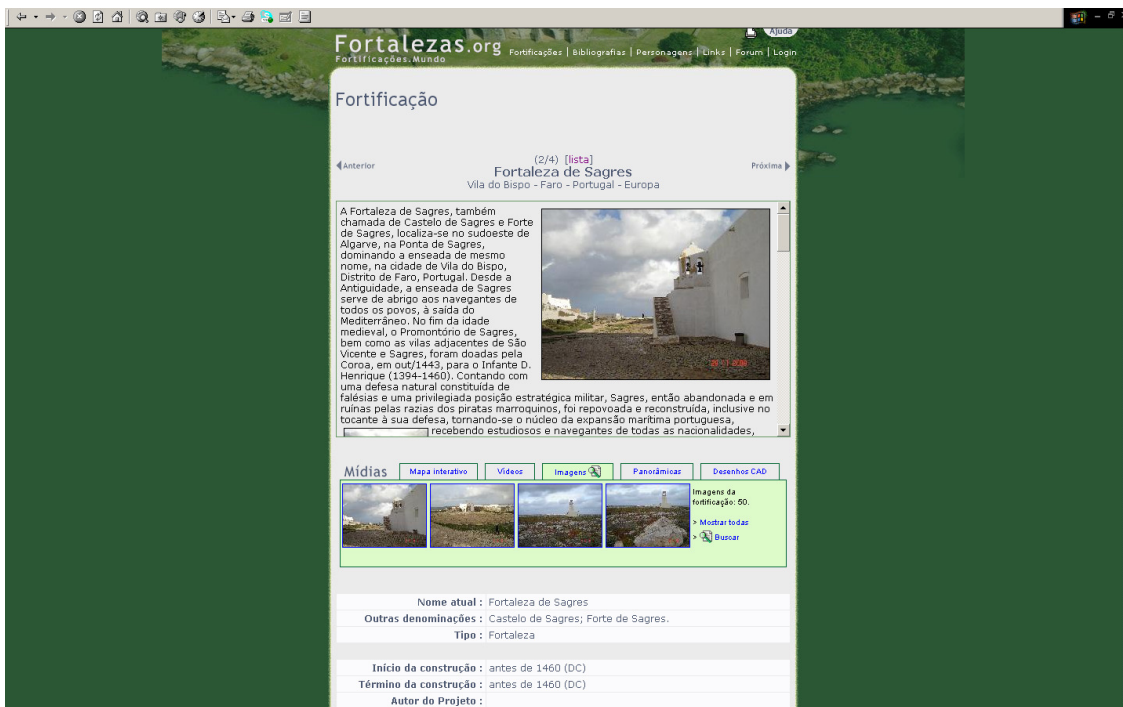 Ajuda
Fortalezas.org
Fortificações.Mundo
Fortificações | Bibliografias | Personagens | Links | Forum | Login
Fortificação
Anterior
(2/4) [lista]
Próxima
Fortaleza de Sagres
Vila do Bispo - Faro - Portugal - Europa
A Fortaleza de Sagres, também
chamada de Castelo de Sagres e Forte
de Sagres, localiza-se no sudoeste de
Algarve, na Ponta de Sagres,
dominando a enseada de mesmo
nome, na cidade de Vila do Bispo,
Distrito de Faro, Portugal. Desde a
Antiguidade, a enseada de Sagres
serve de abrigo aos navegantes de
todos os povos, à saída do
Mediterrâneo. No fim da idade
medieval, o Promontório de Sagres,
bem como as vilas adjacentes de São
Vicente e Sagres, foram doadas pela
Coroa, em out/1443, para o Infante D.
Henrique (1394-1460). Contando com
uma defesa natural constituída de
falésias e uma privilegiada posição estratégica militar, Sagres, então abandonada e em
ruínas pelas razias dos piratas marroquinos, foi repovoada e reconstruída, inclusive no
tocante à sua defesa, tornando-se o núcleo da expansão marítima portuguesa,
recebendo estudiosos e navegantes de todas as nacionalidades,
Mídias
Mapa interativo
Vídeos
Imagens
Panorâmicas
Desenhos CAD
Imagens da
fortificação: 50.
> Mostrar todas
> Buscar
Nome atual : Fortaleza de Sagres
Outras denominações : Castelo de Sagres; Forte de Sagres.
Tipo : Fortaleza
Início da construção : antes de 1460 (DC)
Término da construção : antes de 1460 (DC)
Autor do Projeto :